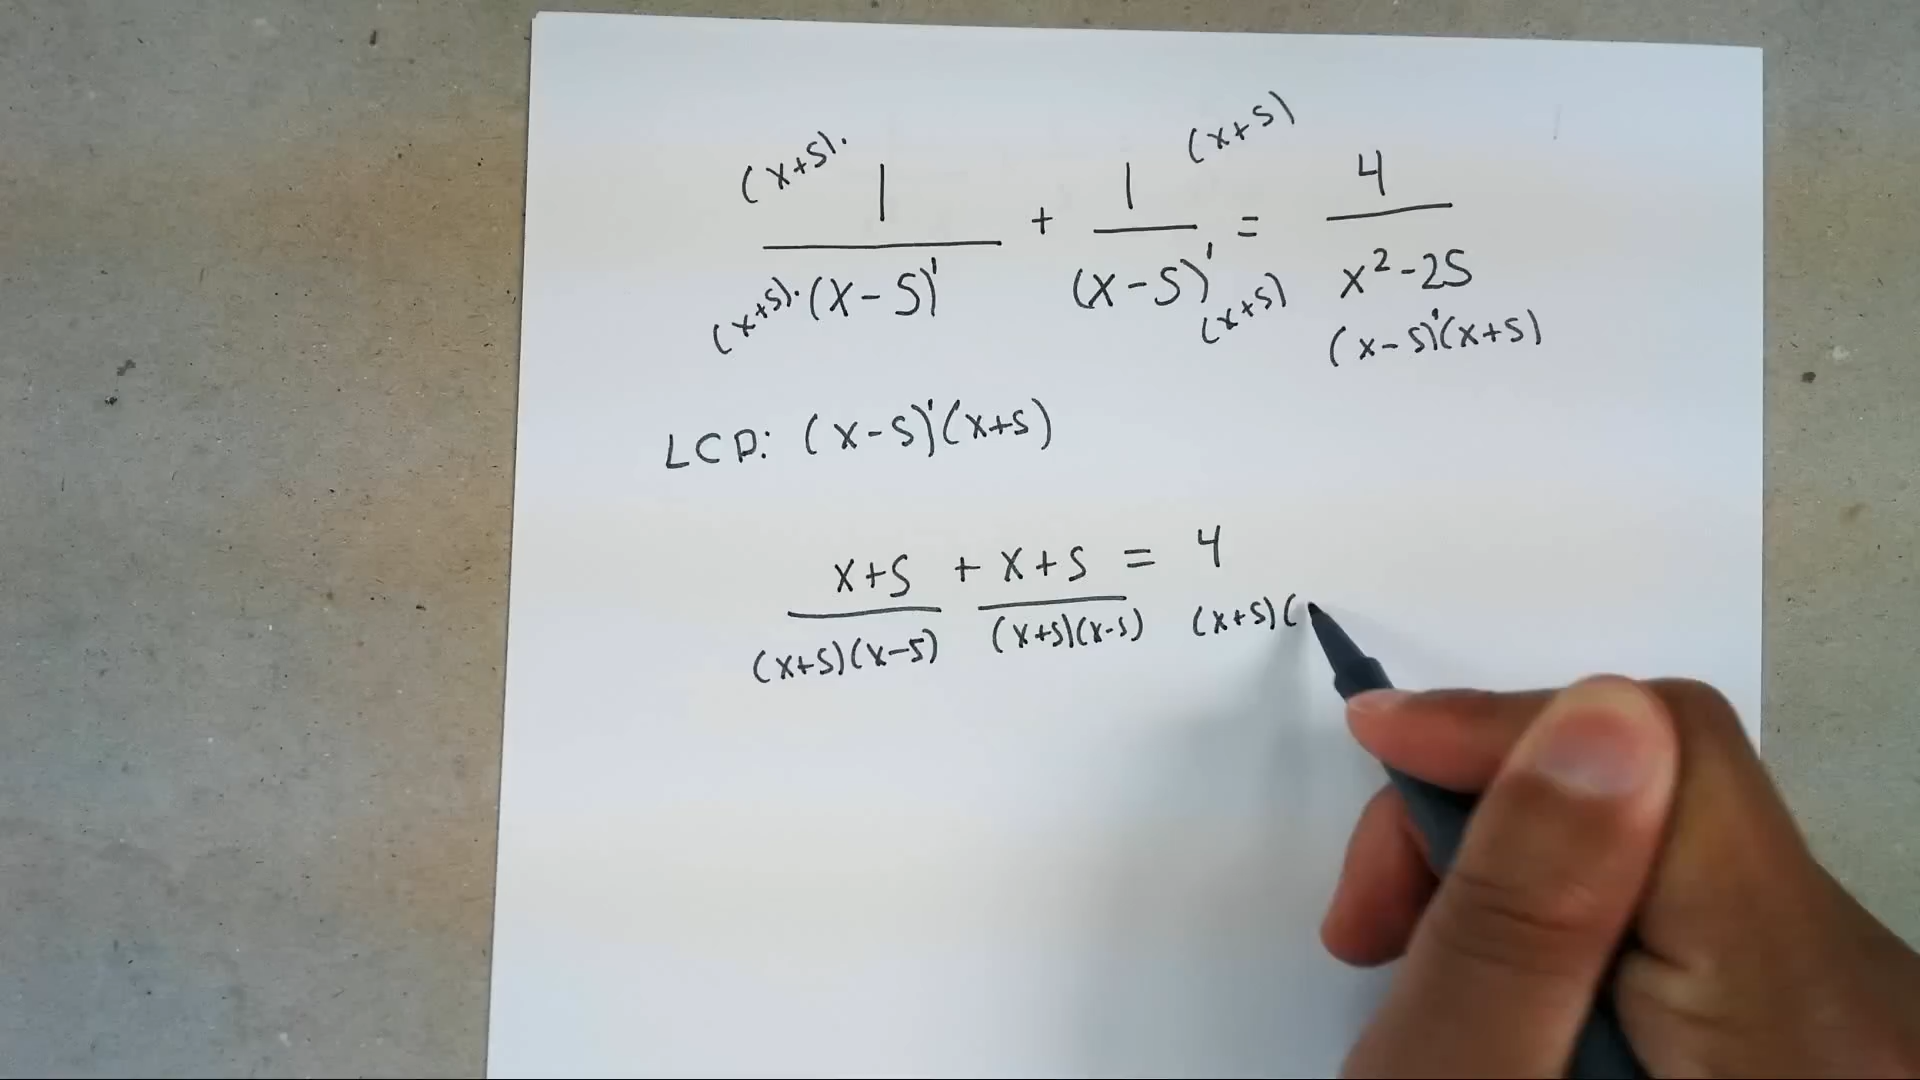 (x+5)· 1 / (x+5)·(x-5)' + 1 (x+5) / (x-5)' (x+5) = 4 / x²-25
(x-5)'(x+5)
LCD: (x-5)'(x+5)
x+5 + x+5 = 4
(x+5)(x-5) (x+5)(x-5) (x+5)(